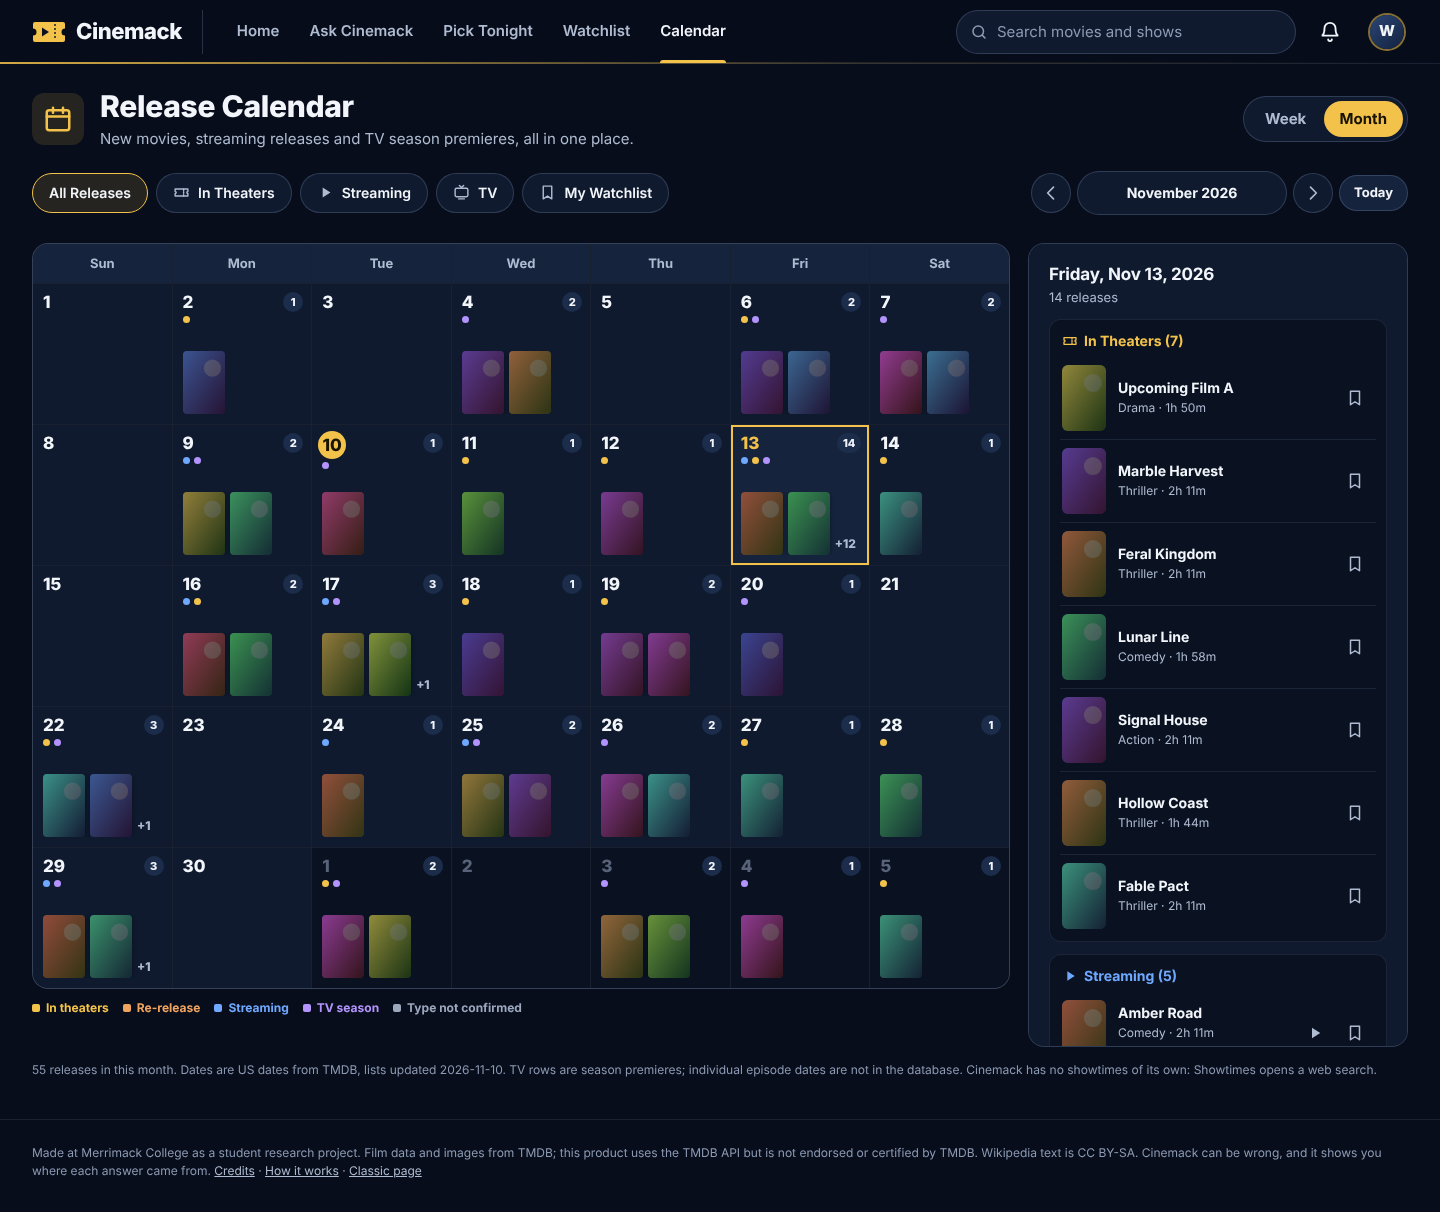 Cinemack
Home
Ask Cinemack
Pick Tonight
Watchlist
Calendar
Search movies and shows
W
Release Calendar
New movies, streaming releases and TV season premieres, all in one place.
Week
Month
All Releases
In Theaters
Streaming
TV
My Watchlist
November 2026
Today
Sun Mon Tue Wed Thu Fri Sat
1
2 1
3
4 2
5
6 2
7 2
8
9 2
10 1
11 1
12 1
13 14
+12
14 1
15
16 2
17 3
+1
18 1
19 2
20 1
21
22 3
+1
23
24 1
25 2
26 2
27 1
28 1
29 3
+1
30
1 2
2
3 2
4 1
5 1
In theaters
Re-release
Streaming
TV season
Type not confirmed
Friday, Nov 13, 2026
14 releases
In Theaters (7)
Upcoming Film A
Drama · 1h 50m
Marble Harvest
Thriller · 2h 11m
Feral Kingdom
Thriller · 2h 11m
Lunar Line
Comedy · 1h 58m
Signal House
Action · 2h 11m
Hollow Coast
Thriller · 1h 44m
Fable Pact
Thriller · 2h 11m
Streaming (5)
Amber Road
Comedy · 2h 11m
55 releases in this month. Dates are US dates from TMDB, lists updated 2026-11-10. TV rows are season premieres; individual episode dates are not in the database. Cinemack has no showtimes of its own: Showtimes opens a web search.
Made at Merrimack College as a student research project. Film data and images from TMDB; this product uses the TMDB API but is not endorsed or certified by TMDB. Wikipedia text is CC BY-SA. Cinemack can be wrong, and it shows you
where each answer came from. Credits · How it works · Classic page